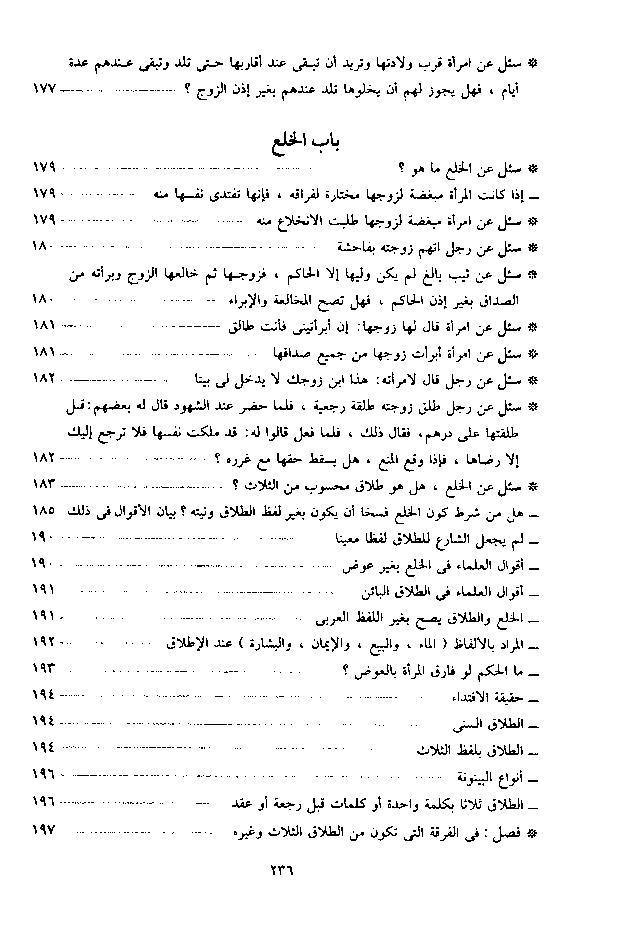 * سئل عن امرأة قرب ولادتها وتريد أن تبقى عند أقاربها حتى تلد وتبقى عندهم عدة
أيام ، فهل يجوز لهم أن يخلوها تلد عندهم بغير إذن الزوج ؟ ١٧٧
باب الخلع
* سئل عن الخلع ما هو ؟ ١٧٩
ـ إذا كانت المرأة مبغضة لزوجها مختارة لفراقه ، فإنها تفتدى نفسها منه ١٧٩
* سئل عن امرأة مبغضة لزوجها طلبت الانخلاع منه ١٧٩
* سئل عن رجل اتهم زوجته بفاحشة ١٨٠
* سئل عن ثيب بالغ لم يكن وليها إلا الحاكم ، فزوجها ثم خالعها الزوج وبرأته من
الصداق بغير إذن الحاكم ، فهل تصح المخالعة والإبراء ١٨٠
* سئل عن امرأة قال لها زوجها : إن أبرأتينى فأنت طالق ١٨١
* سئل عن امرأة أبرأت زوجها من جميع صداقها ١٨١
* سئل عن رجل قال لامرأته : هذا ابن زوجك لا يدخل لى بيتا ١٨٢
* سئل عن رجل طلق زوجته طلقة رجعية ، فلما حضر عند الشهود قال له بعضهم : قل
طلقتها على درهم، فقال ذلك ، فلما فعل قالوا له : قد ملكت نفسها فلا ترجع إليك
إلا رضاها ، فإذا وقع المنع ، هل يسقط حقها مع غرره ؟ ١٨٢
* سئل عن الخلع ، هل هو طلاق محسوب من الثلاث ؟ ١٨٣
ـ هل من شرط كون الخلع فسخا أن يكون بغير لفظ الطلاق ونيته ؟ بيان الأقوال فى ذلك ١٨٥
ـ لم يجعل الشارع للطلاق لفظا معينا ١٩٠
ـ أقوال العلماء فى الخلع بغير عوض ١٩٠
ـ أقوال العلماء فى الطلاق البائن ١٩١
ـ الخلع والطلاق يصح بغير اللفظ العربى ١٩١
ـ المراد بالألفاظ ( الماء ، والبيع ، والإيمان ، والبشارة ) عند الإطلاق ١٩٢
ـ ما الحكم لو فارق المرأة بالعوض ؟ ١٩٣
ـ حقيقة الافتداء ١٩٤
ـ الطلاق السنى ١٩٤
ـ الطلاق بلفظ الثلاث ١٩٤
ـ أنواع البينونة ١٩٦
ـ الطلاق ثلاثا بكلمة واحدة أو كلمات قبل رجعة أو عقد ١٩٦
* فصل : فى الفرقة التى تكون من الطلاق الثلاث وغيره ١٩٧
٢٣٦